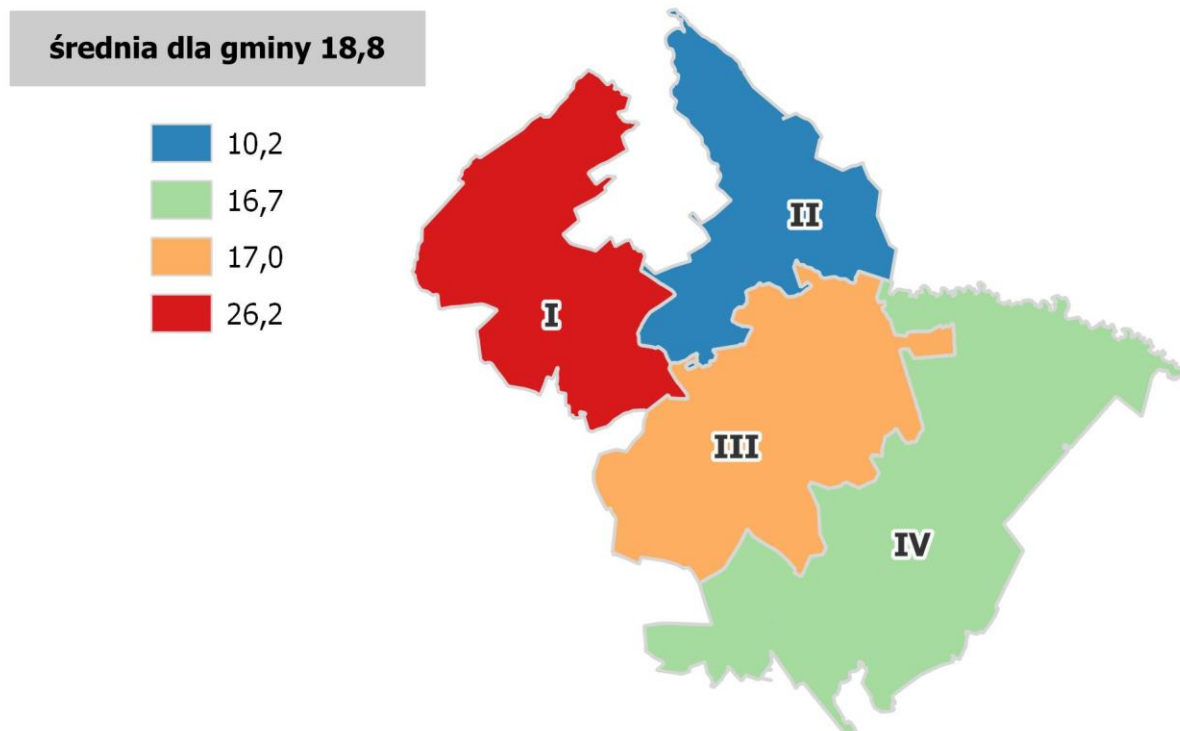 średnia dla gminy 18,8
10,2
16,7
17,0
26,2
II
I
III
IV